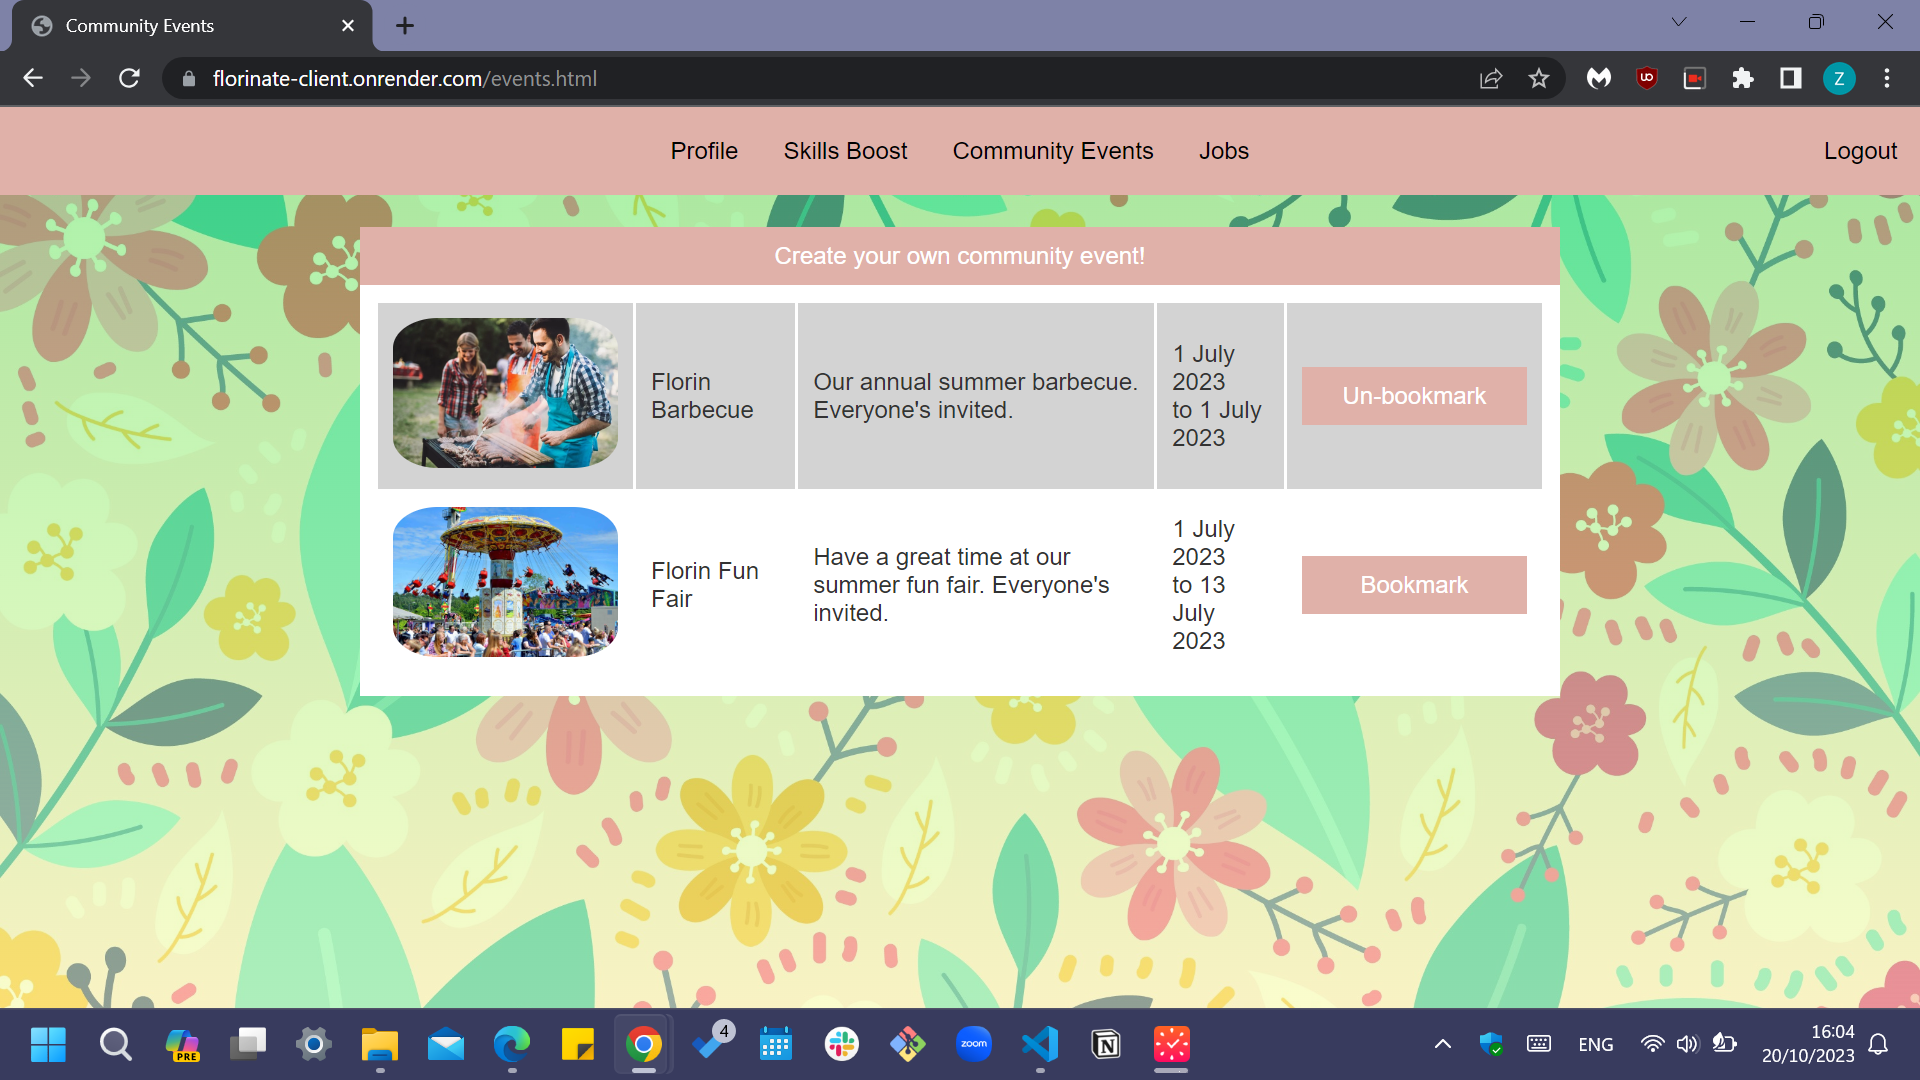 Community Events
florinate-client.onrender.com/events.html
Z
Profile
Skills Boost
Community Events
Jobs
Logout
Create your own community event!
Florin
Barbecue
Our annual summer barbecue.
Everyone's invited.
1 July
2023
to 1 July
2023
Un-bookmark
Florin Fun
Fair
Have a great time at our
summer fun fair. Everyone's
invited.
1 July
2023
to 13
July
2023
Bookmark
PRE
4
zoom
ENG
16:04
20/10/2023